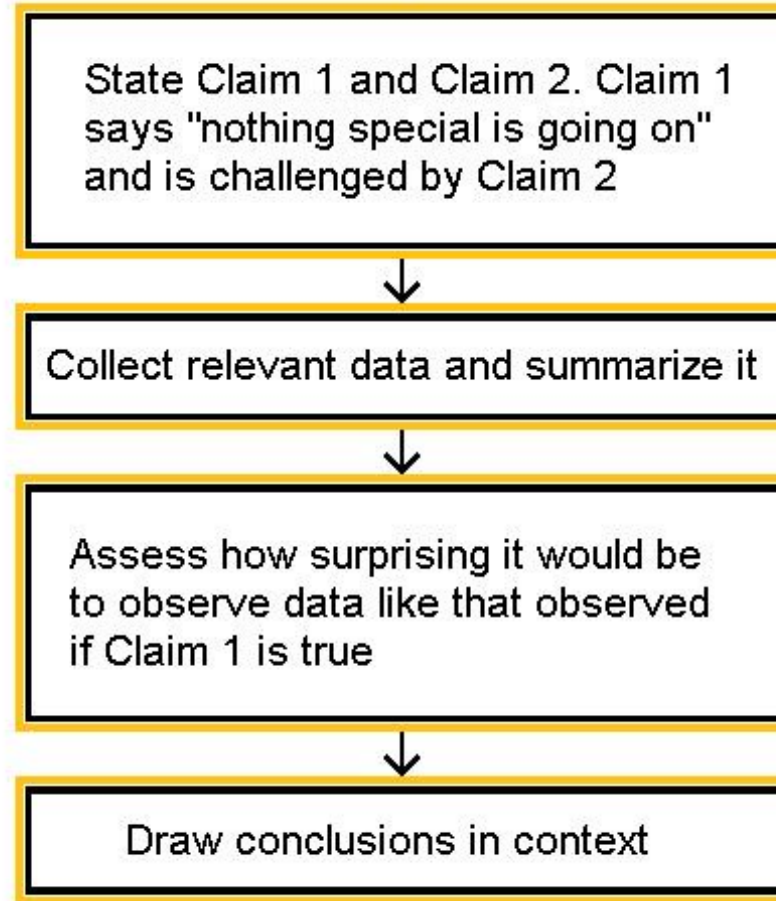 State Claim 1 and Claim 2. Claim 1
says "nothing special is going on"
and is challenged by Claim 2
Collect relevant data and summarize it
Assess how surprising it would be
to observe data like that observed
if Claim 1 is true
Draw conclusions in context